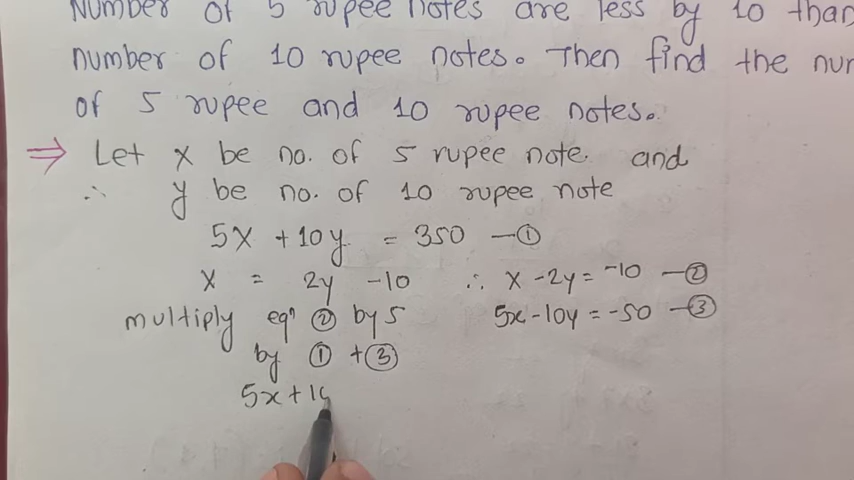 Number of 5 rupee notes are less by 10 than
number of 10 rupee notes. Then find the num
of 5 rupee and 10 rupee notes.
⇒ Let x be no. of 5 rupee note. and
∴ y be no. of 10 rupee note
5x + 10y = 350 —①
x = 2y -10 ∴ x -2y = -10 —②
multiply eqn ② by 5 5x -10y = -50 —③
by ① + ③
5x + 10